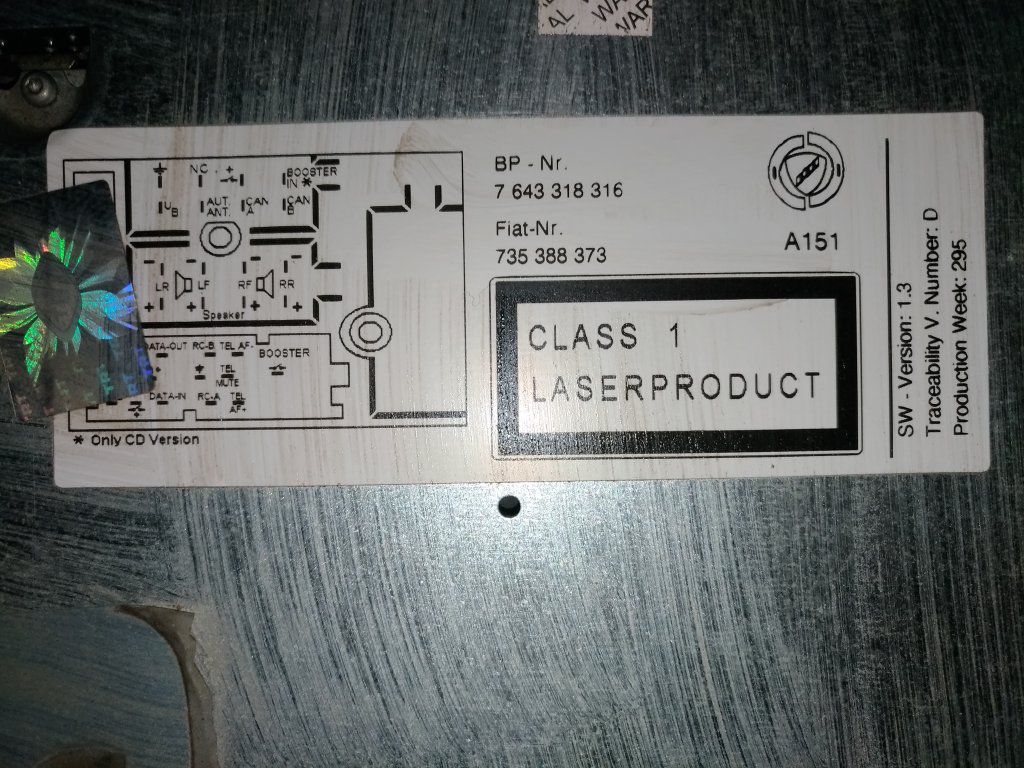 WAR
NC
+
BOOSTER
IN *
UB
AUT.
ANT.
CAN
A
CAN
B
- - - -
LR LF RF RR
+ + + +
Speaker
DATA-OUT RC-B TEL AF-
BOOSTER
TEL
MUTE
DATA-IN RC-A TEL
AF+
* Only CD Version
BP - Nr.
7 643 318 316
Fiat-Nr.
735 388 373
A151
CLASS 1
LASERPRODUCT
SW - Version: 1.3
Traceability V. Number: D
Production Week: 295